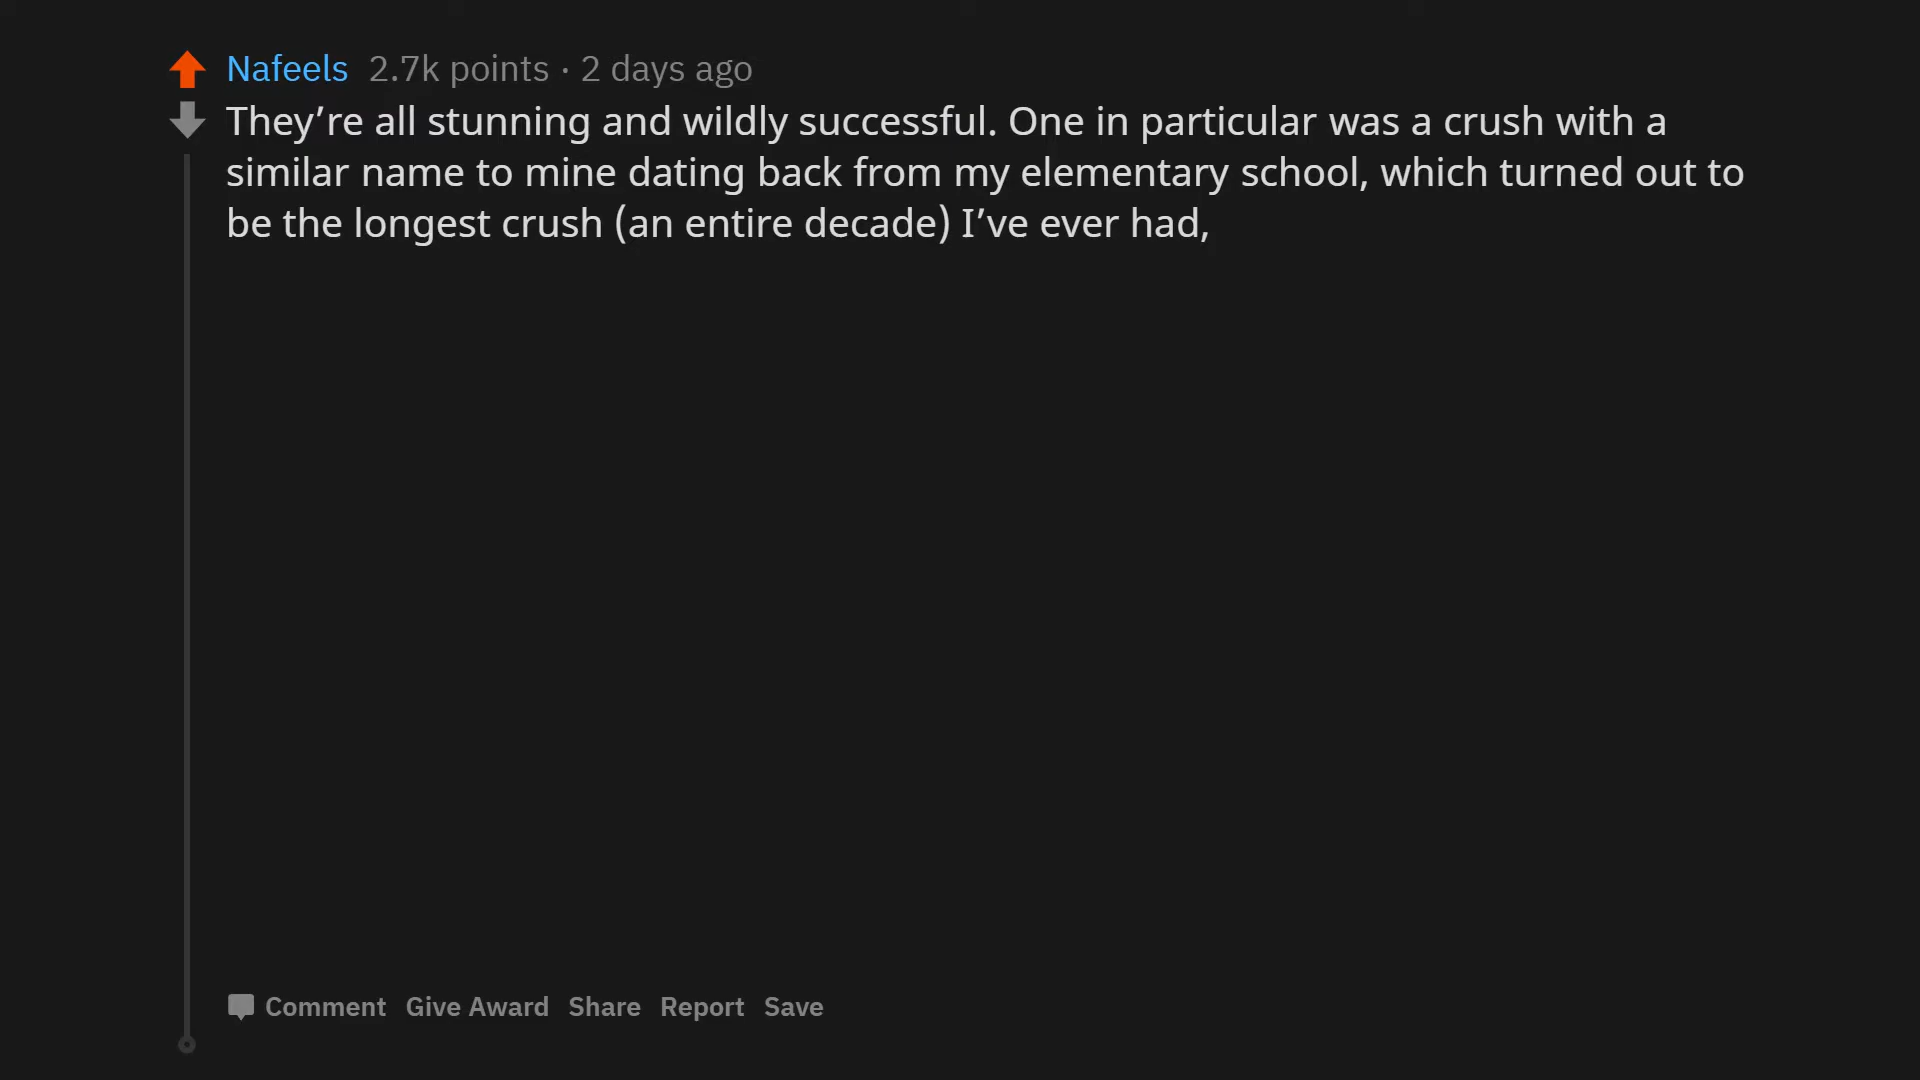 Nafeels 2.7k points · 2 days ago
They’re all stunning and wildly successful. One in particular was a crush with a
similar name to mine dating back from my elementary school, which turned out to
be the longest crush (an entire decade) I’ve ever had,
Comment Give Award Share Report Save